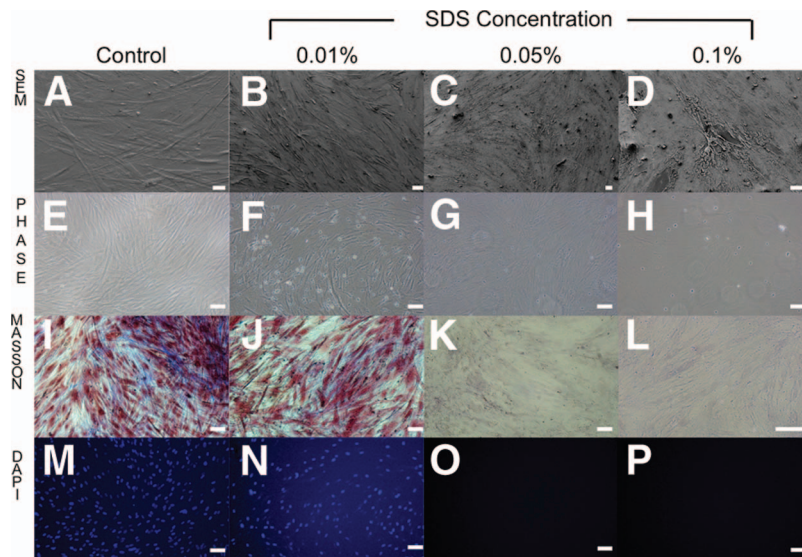 SDS Concentration
Control 0.01% 0.05% 0.1%
SEM A B C D
PHASE E F G H
MASSON I J K L
DAPI M N O P